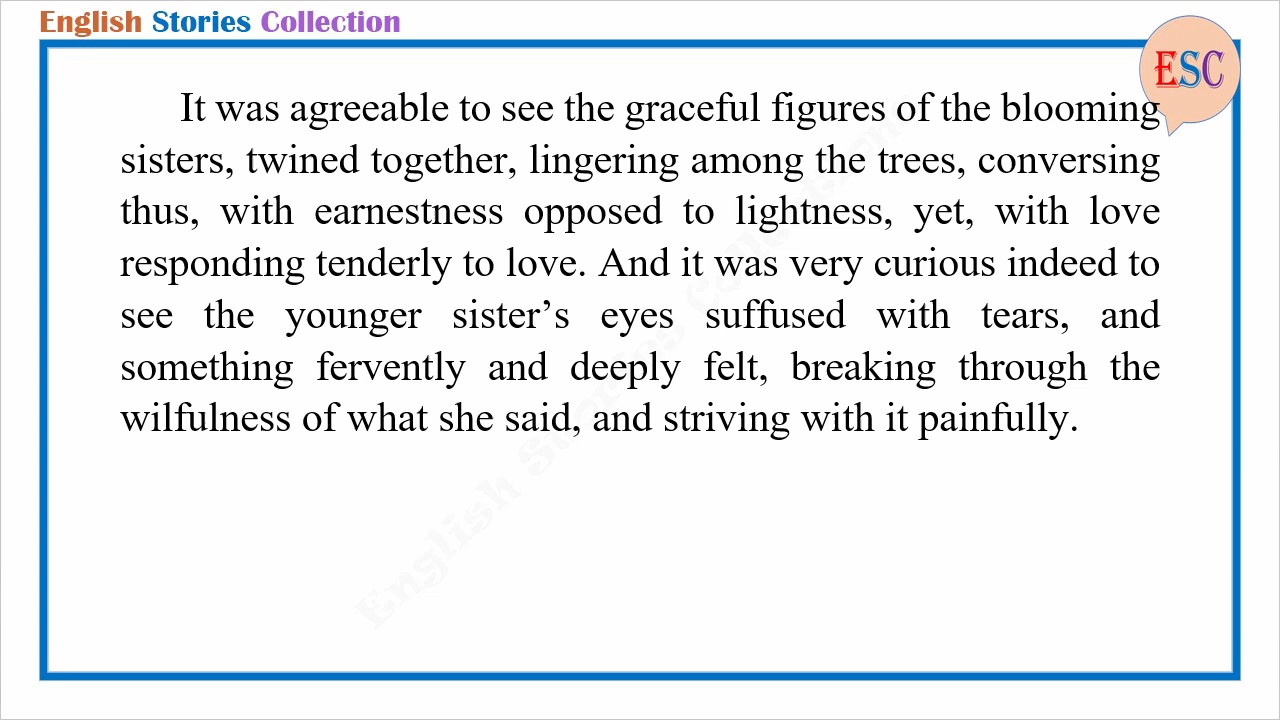 English Stories Collection
ESC
It was agreeable to see the graceful figures of the blooming
sisters, twined together, lingering among the trees, conversing
thus, with earnestness opposed to lightness, yet, with love
responding tenderly to love. And it was very curious indeed to
see the younger sister’s eyes suffused with tears, and
something fervently and deeply felt, breaking through the
wilfulness of what she said, and striving with it painfully.
English Stories Collection